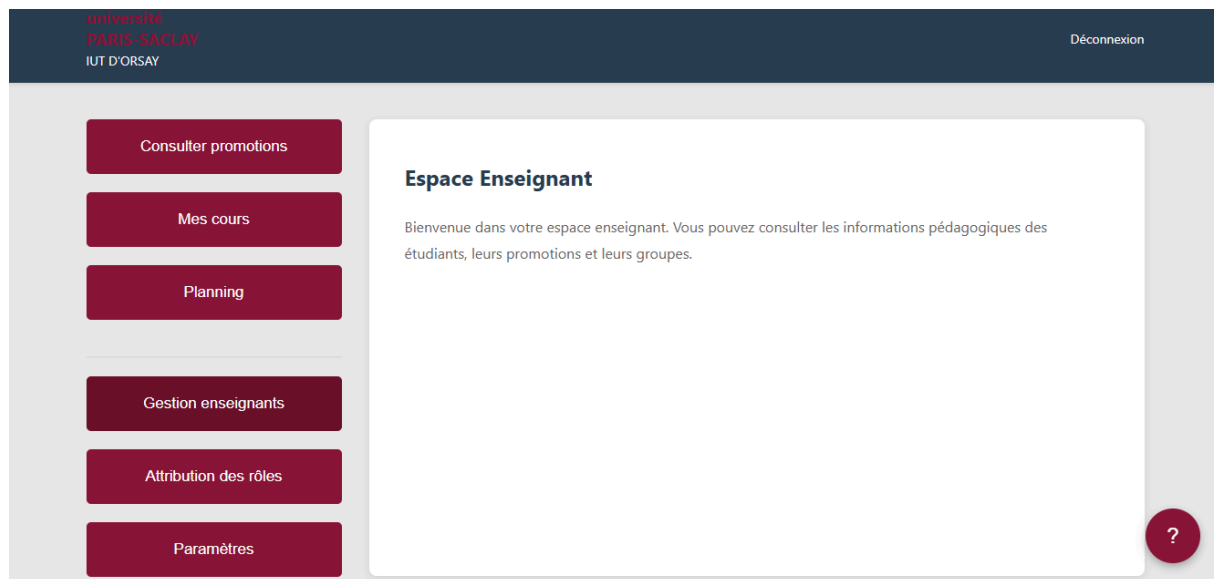 université
PARIS-SACLAY
IUT D'ORSAY
Déconnexion
Consulter promotions
Mes cours
Planning
Gestion enseignants
Attribution des rôles
Paramètres
Espace Enseignant
Bienvenue dans votre espace enseignant. Vous pouvez consulter les informations pédagogiques des
étudiants, leurs promotions et leurs groupes.
?